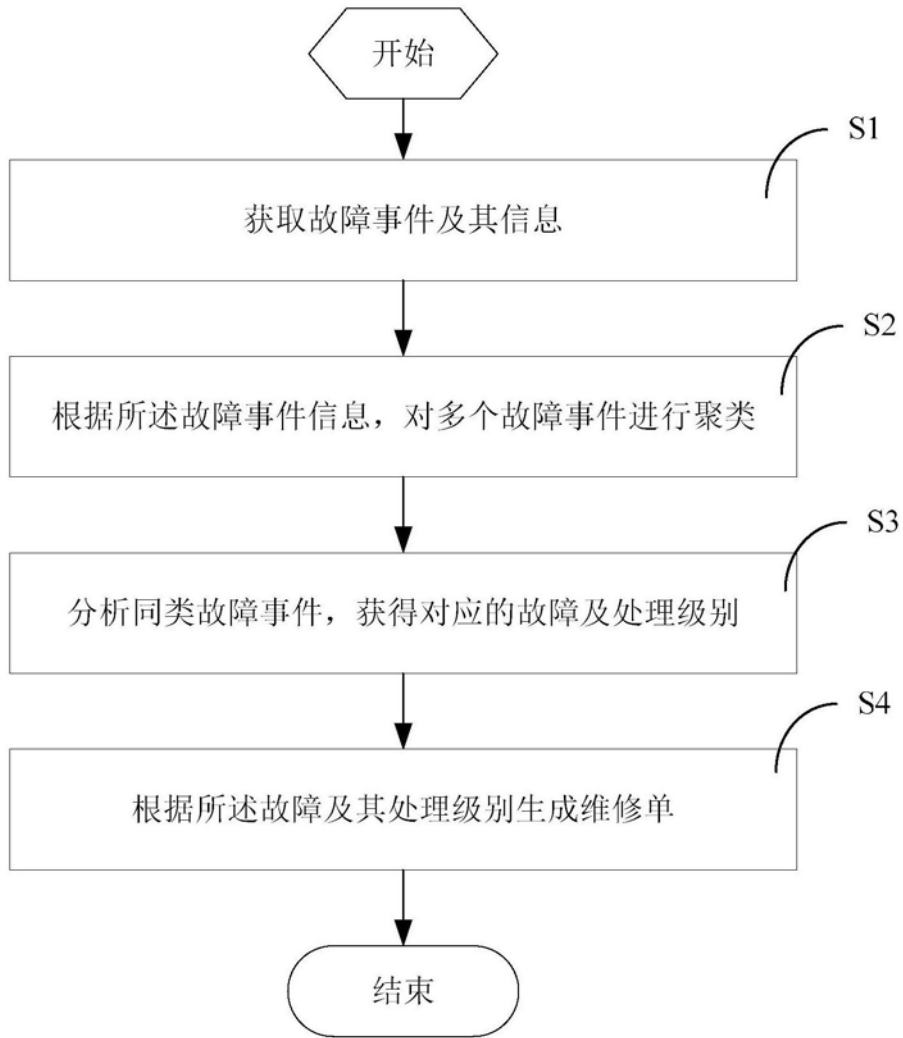 开始
S1
获取故障事件及其信息
S2
根据所述故障事件信息，对多个故障事件进行聚类
S3
分析同类故障事件，获得对应的故障及处理级别
S4
根据所述故障及其处理级别生成维修单
结束